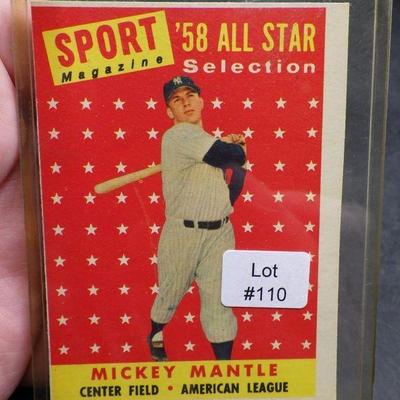 SPORT
Magazine
'58 ALL STAR
Selection
Lot
#110
MICKEY MANTLE
CENTER FIELD • AMERICAN LEAGUE